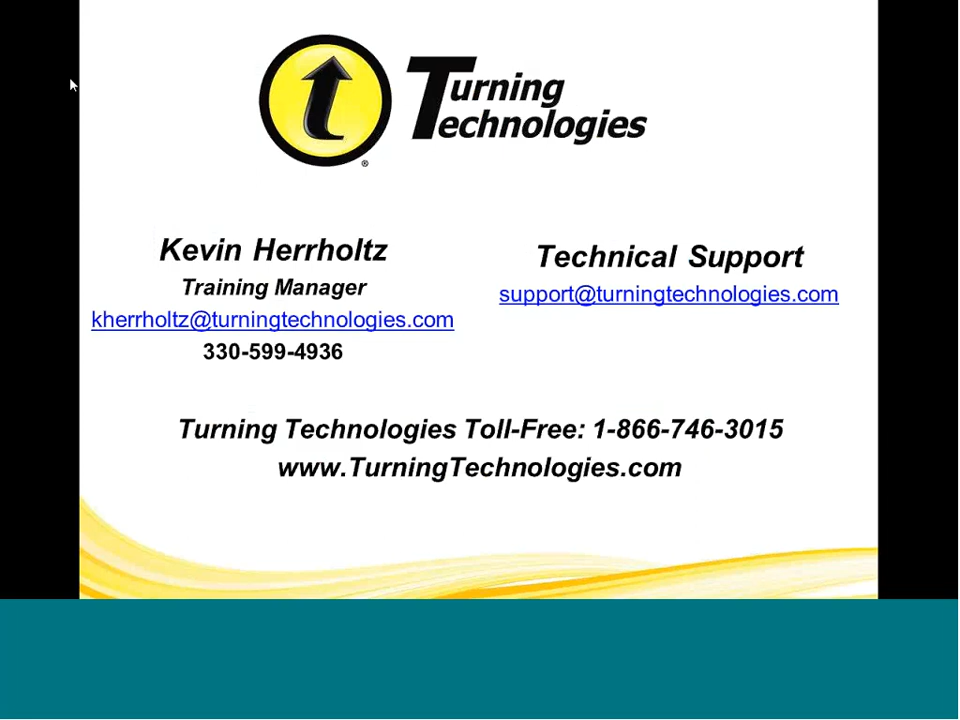 Turning
Technologies
®
Kevin Herrholtz
Training Manager
kherrholtz@turningtechnologies.com
330-599-4936
Technical Support
support@turningtechnologies.com
Turning Technologies Toll-Free: 1-866-746-3015
www.TurningTechnologies.com